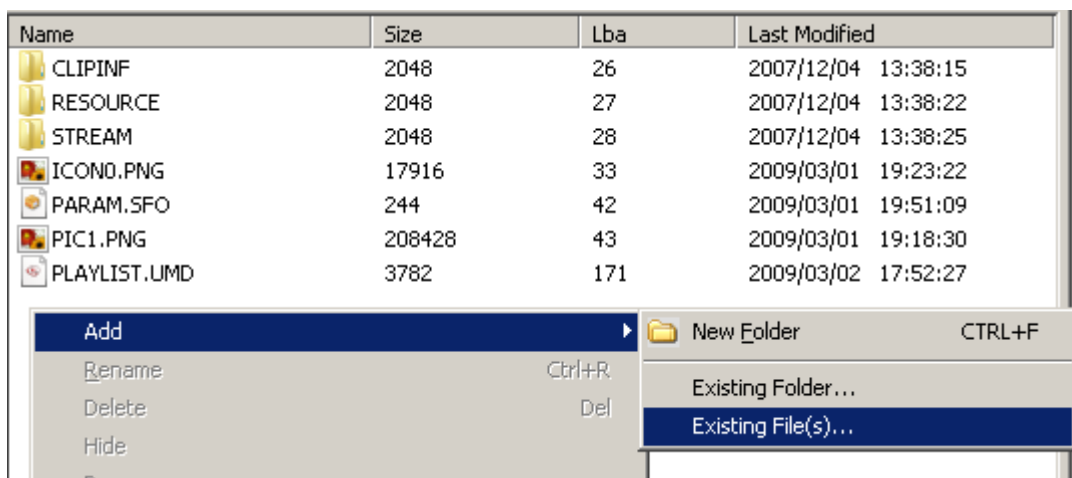 Name Size Lba Last Modified
CLIPINF 2048 26 2007/12/04 13:38:15
RESOURCE 2048 27 2007/12/04 13:38:22
STREAM 2048 28 2007/12/04 13:38:25
ICON0.PNG 17916 33 2009/03/01 19:23:22
PARAM.SFO 244 42 2009/03/01 19:51:09
PIC1.PNG 208428 43 2009/03/01 19:18:30
PLAYLIST.UMD 3782 171 2009/03/02 17:52:27
Add New Folder CTRL+F
Rename Ctrl+R
Existing Folder...
Delete Del
Existing File(s)...
Hide